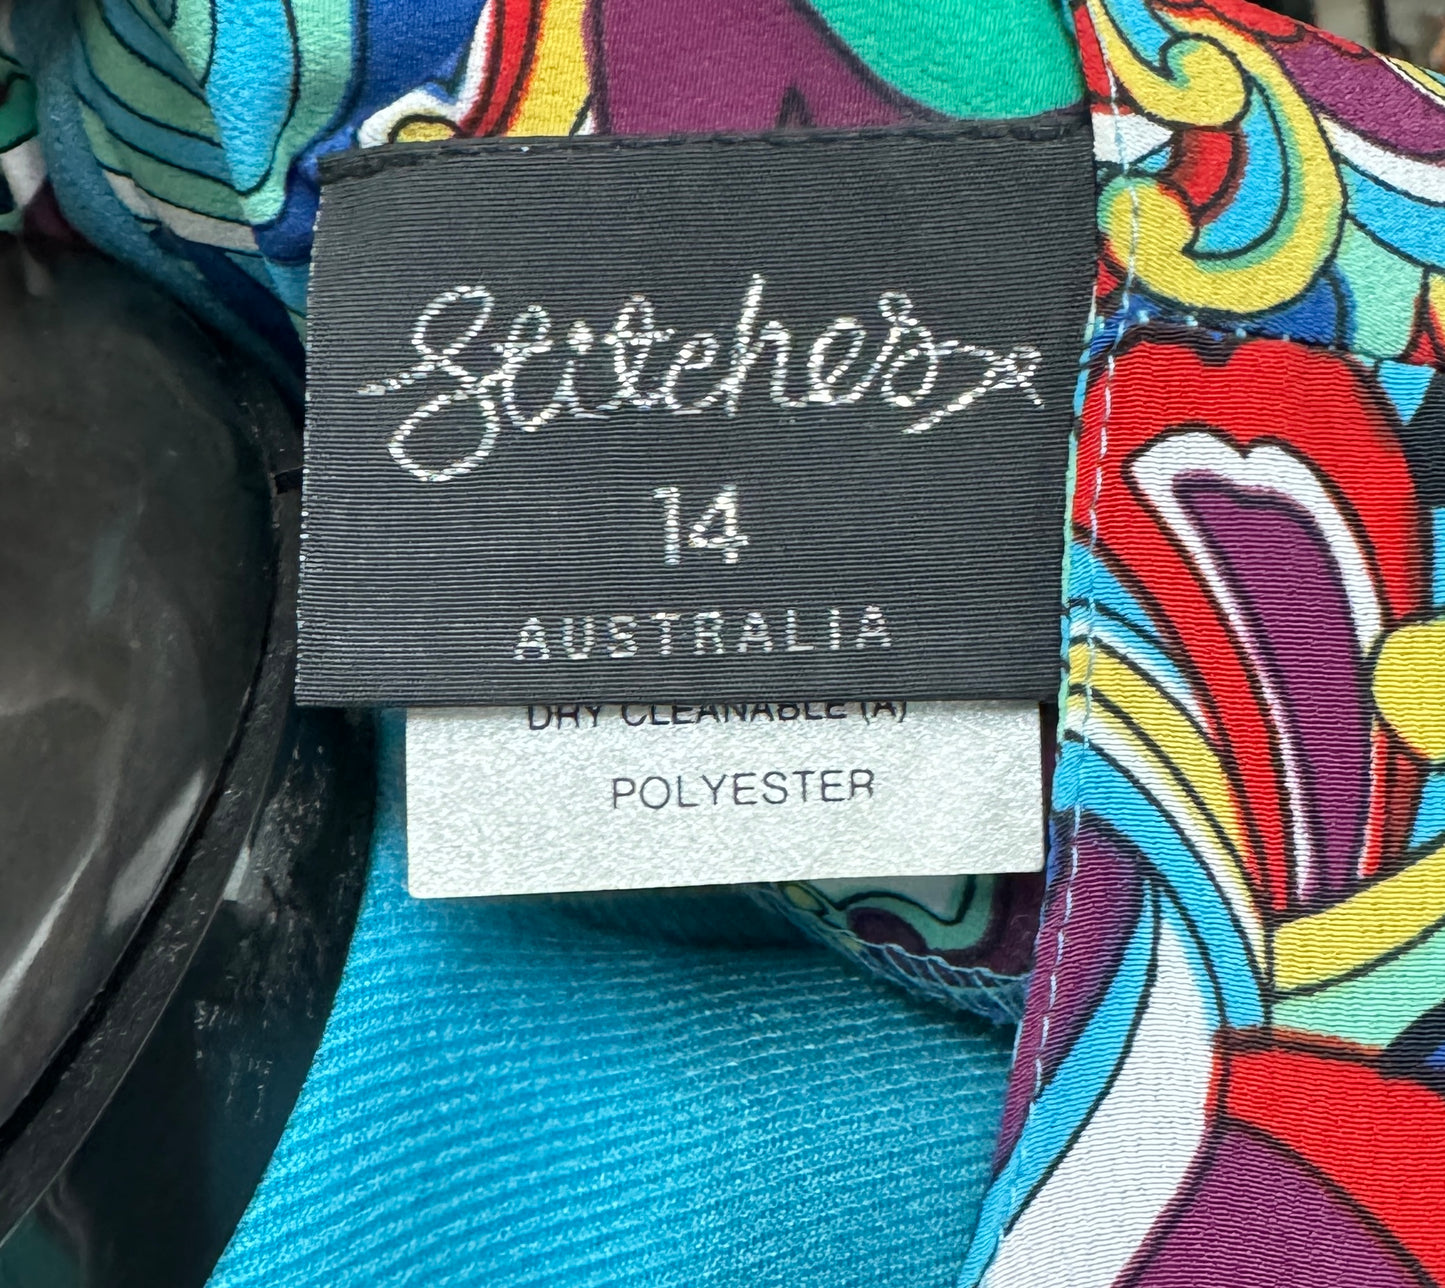 Stitches
14
AUSTRALIA
DRY CLEANABLE (A)
POLYESTER